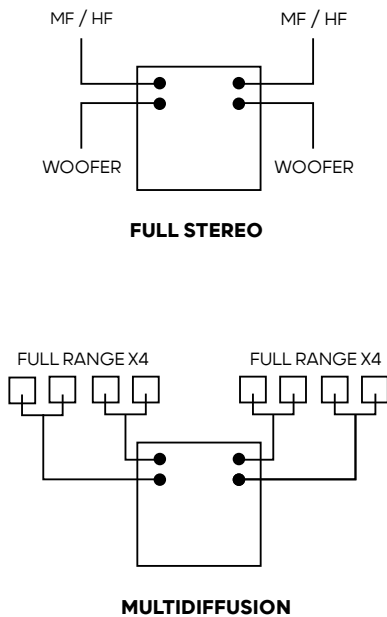 MF / HF
MF / HF
WOOFER
WOOFER
FULL STEREO
FULL RANGE X4
FULL RANGE X4
MULTIDIFFUSION